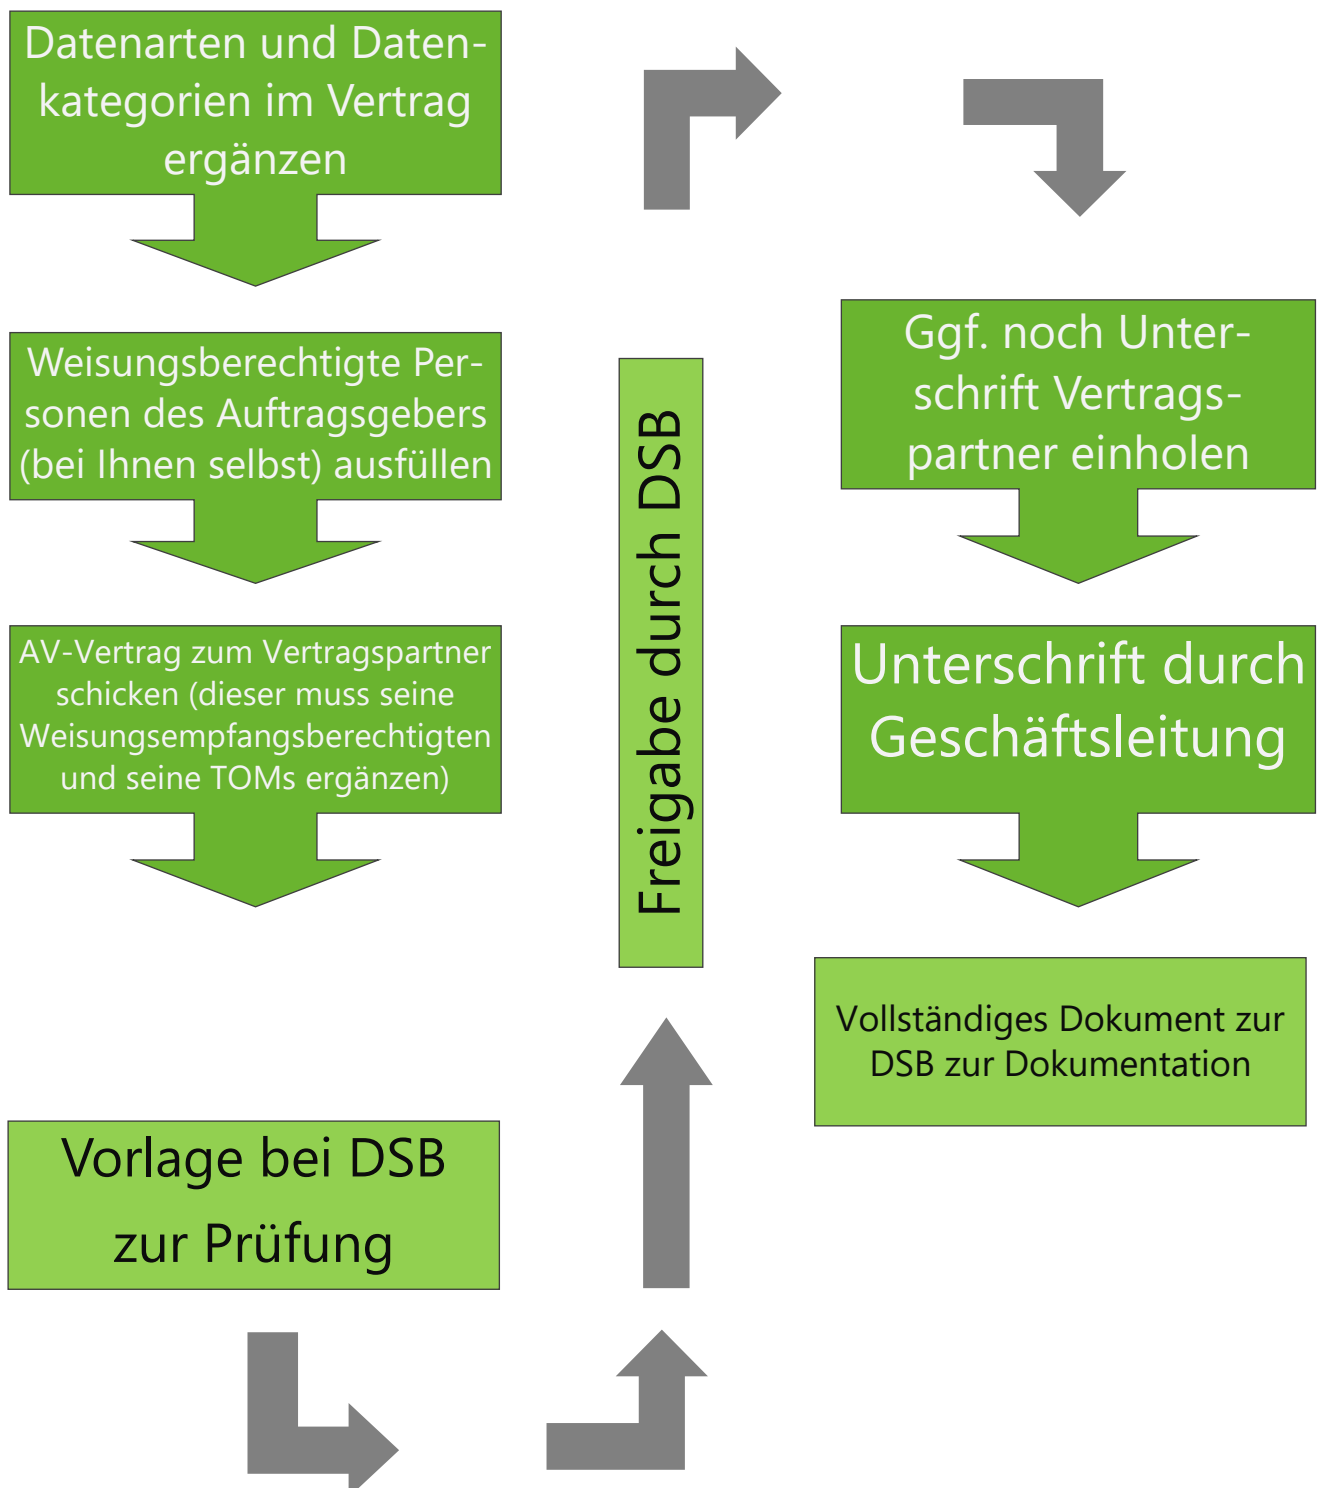 Datenarten und Daten-
kategorien im Vertrag
ergänzen
Weisungsberechtigte Per-
sonen des Auftragsgebers
(bei Ihnen selbst) ausfüllen
AV-Vertrag zum Vertragspartner
schicken (dieser muss seine
Weisungsempfangsberechtigten
und seine TOMs ergänzen)
Vorlage bei DSB
zur Prüfung
Freigabe durch DSB
Ggf. noch Unter-
schrift Vertrags-
partner einholen
Unterschrift durch
Geschäftsleitung
Vollständiges Dokument zur
DSB zur Dokumentation